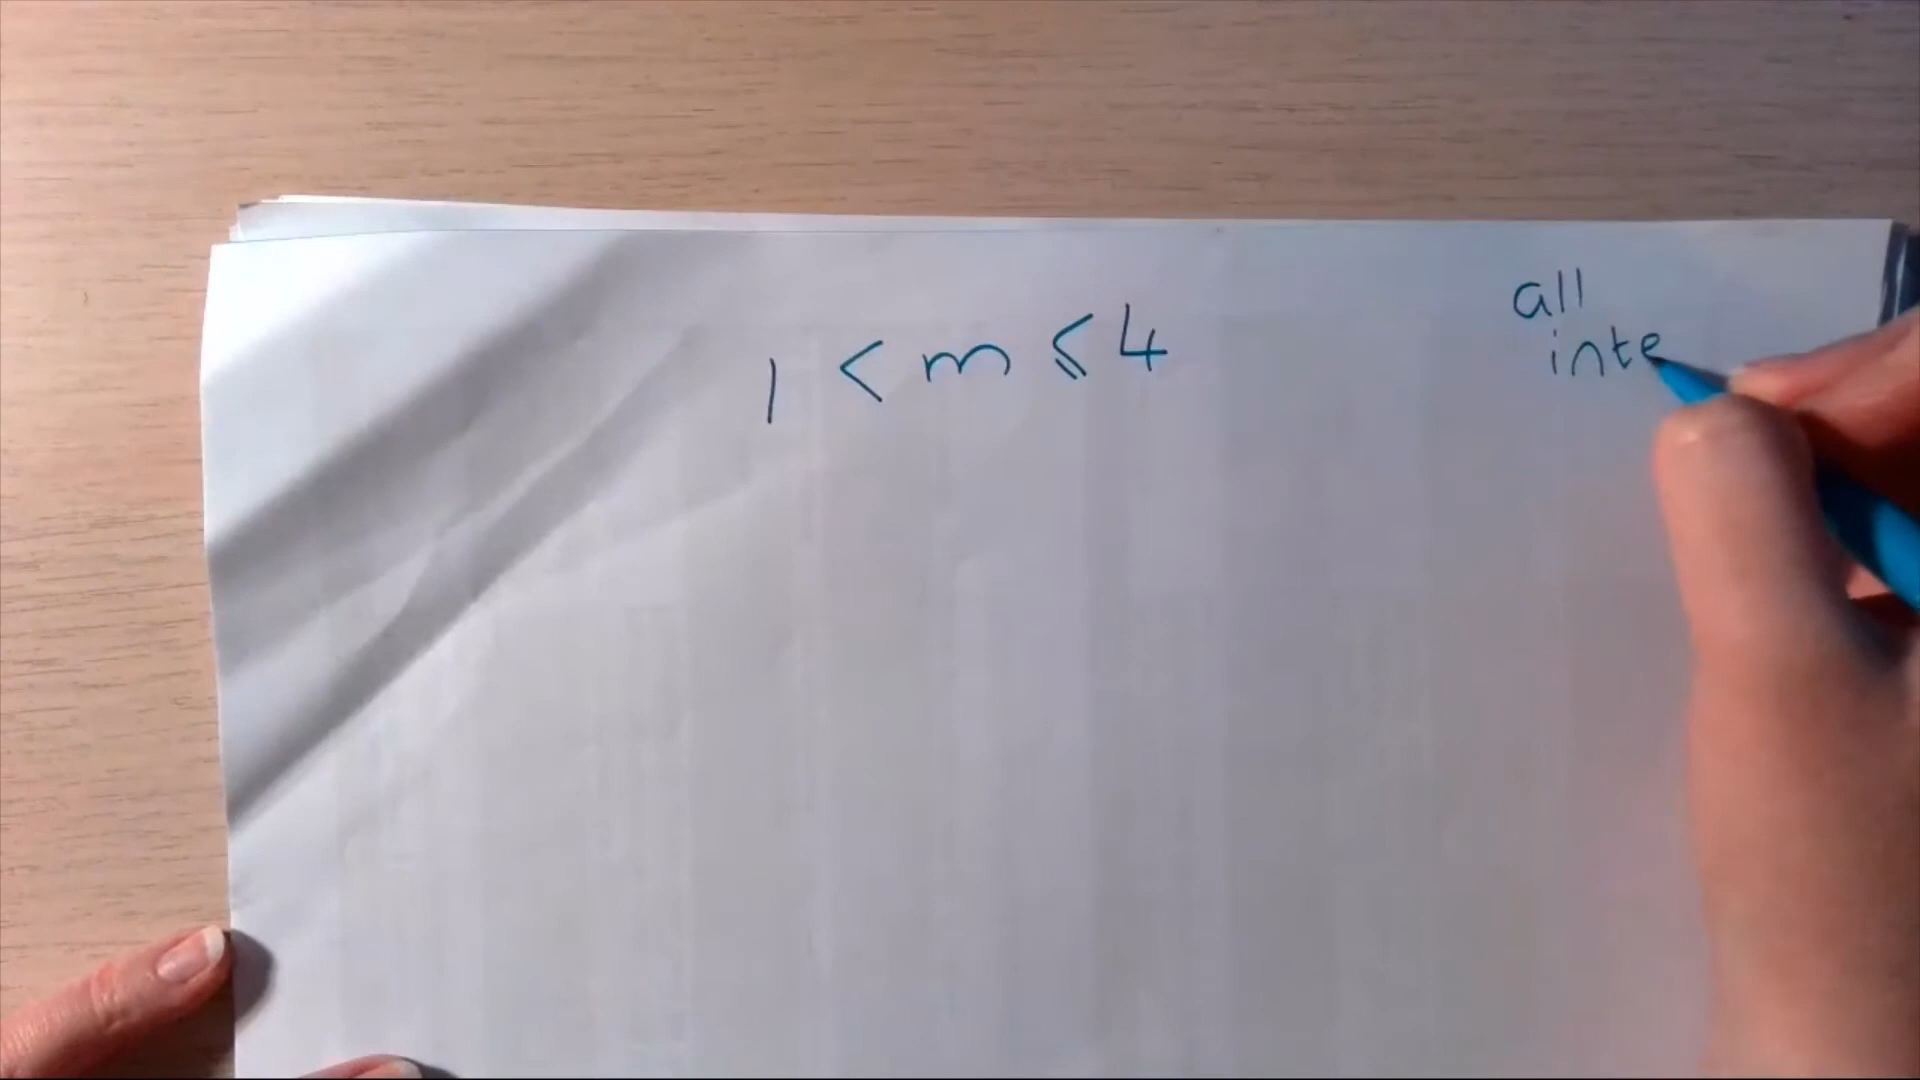 1 < m ⩽ 4
all
inte